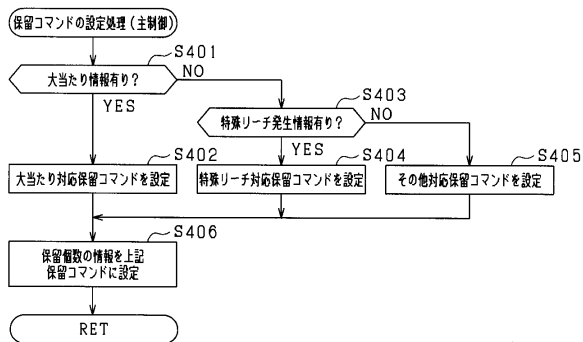 保留コマンドの設定処理(主制御)
S401
大当たり情報有り?
NO
YES
S403
特殊リーチ発生情報有り?
NO
YES
S402
大当たり対応保留コマンドを設定
S404
特殊リーチ対応保留コマンドを設定
S405
その他対応保留コマンドを設定
S406
保留個数の情報を上記
保留コマンドに設定
RET